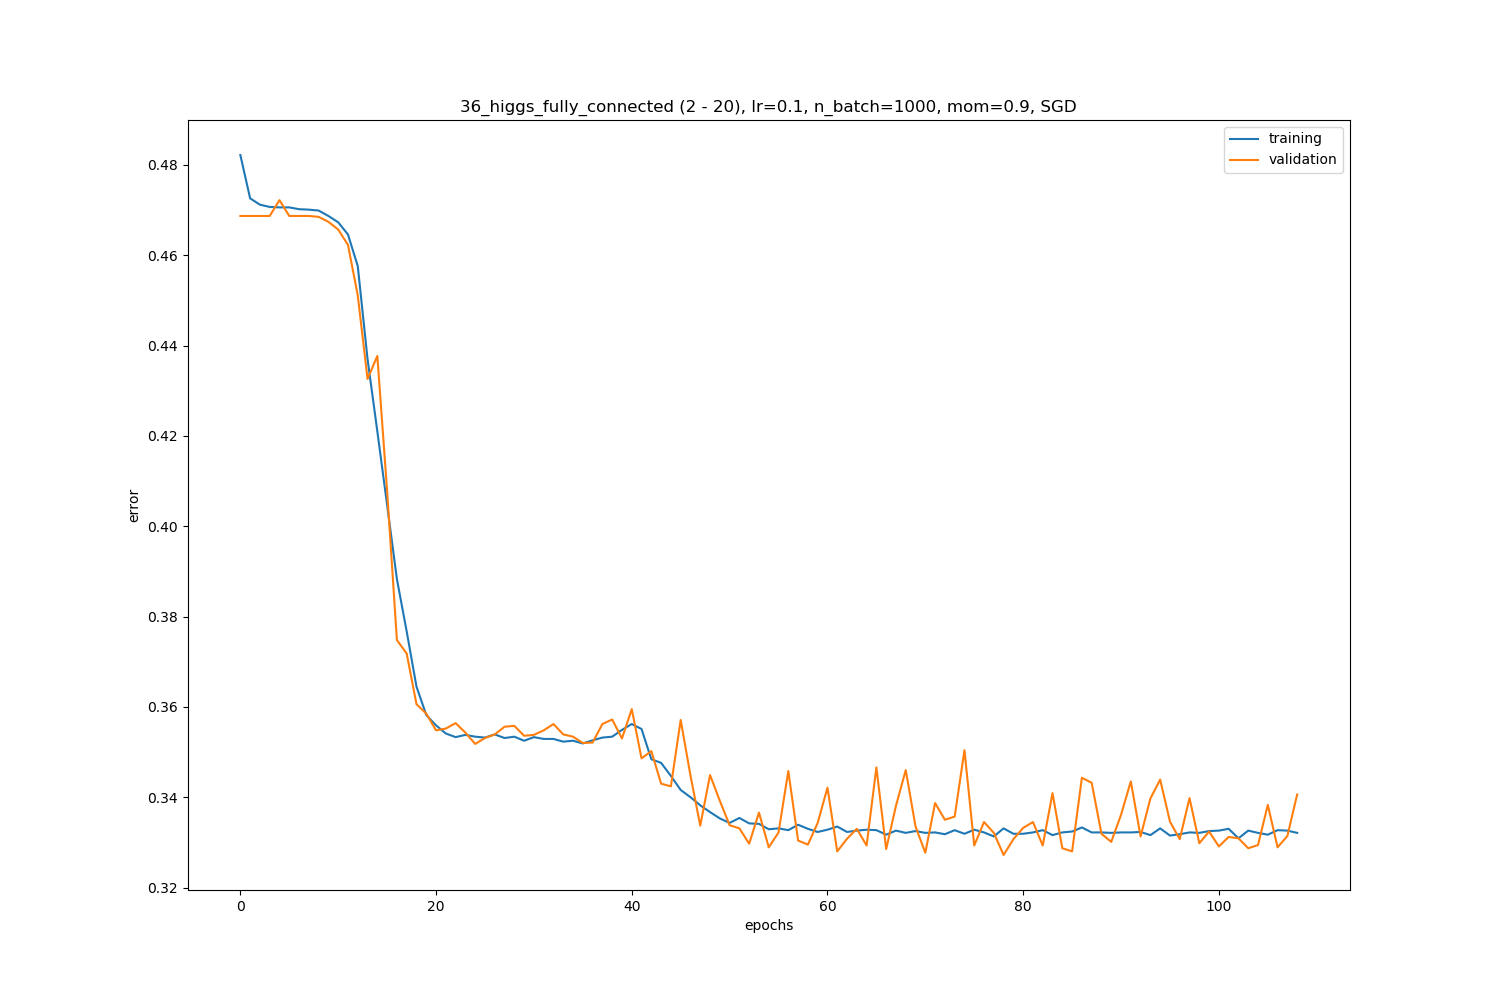 36_higgs_fully_connected (2 - 20), lr=0.1, n_batch=1000, mom=0.9, SGD
training
validation
0.48
0.46
0.44
0.42
0.40
0.38
0.36
0.34
0.32
error
0 20 40 60 80 100
epochs